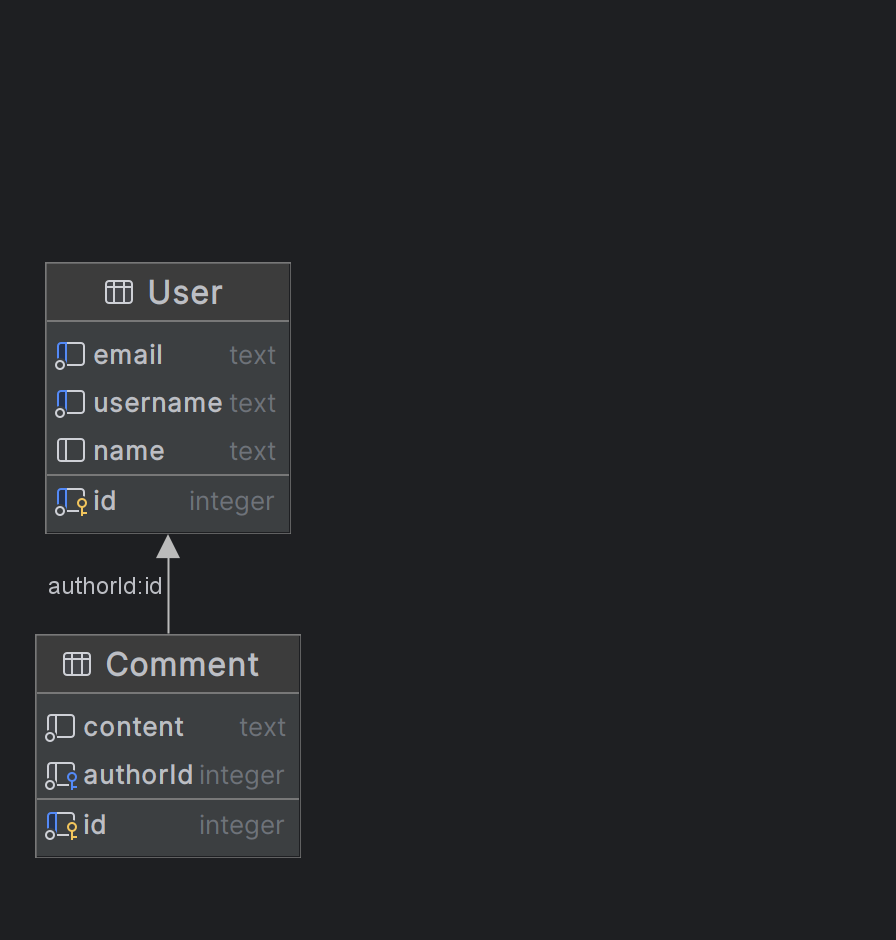 User
email text
username text
name text
id integer
authorId:id
Comment
content text
authorId integer
id integer